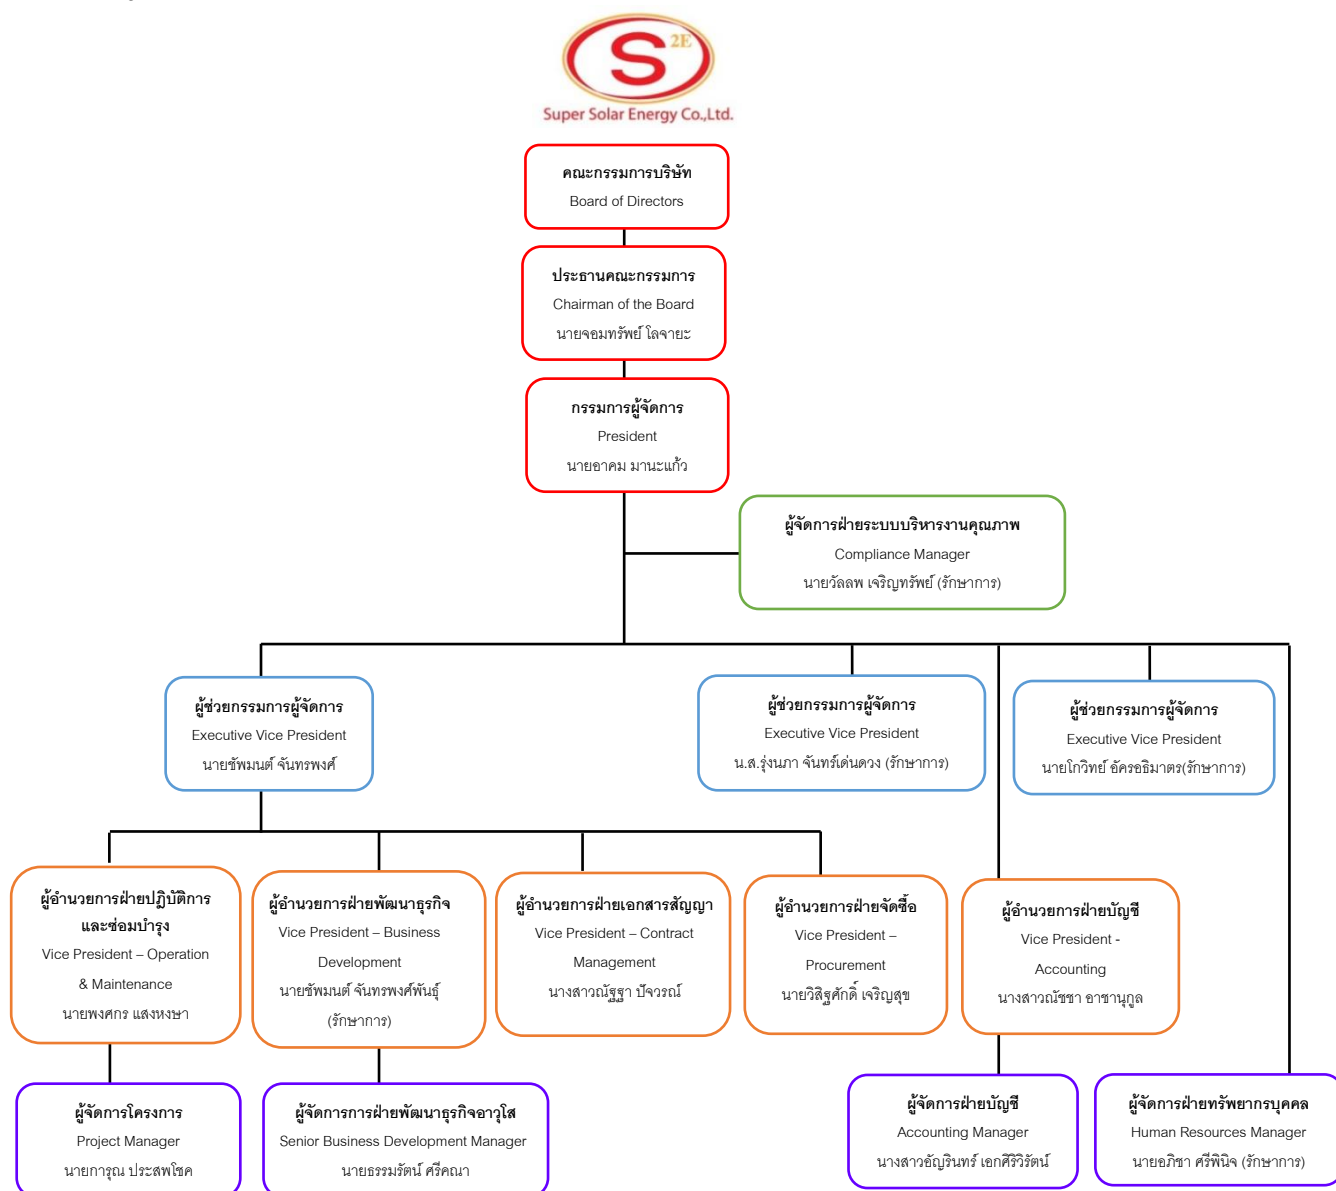 S 2E
Super Solar Energy Co.,Ltd.
คณะกรรมการบริษัท
Board of Directors
ประธานคณะกรรมการ
Chairman of the Board
นายจอมทรัพย์ โลจายะ
กรรมการผู้จัดการ
President
นายอาคม มานะแก้ว
ผู้จัดการฝ่ายระบบบริหารงานคุณภาพ
Compliance Manager
นายวัลลพ เจริญทรัพย์ (รักษาการ)
ผู้ช่วยกรรมการผู้จัดการ
Executive Vice President
นายชัพมนต์ จันทรพงศ์
ผู้ช่วยกรรมการผู้จัดการ
Executive Vice President
น.ส.รุ่งนภา จันทร์เด่นดวง (รักษาการ)
ผู้ช่วยกรรมการผู้จัดการ
Executive Vice President
นายโกวิทย์ อัครอธิมาตร(รักษาการ)
ผู้อำนวยการฝ่ายปฎิบัติการ
และซ่อมบำรุง
Vice President – Operation
& Maintenance
นายพงศกร แสงหงษา
ผู้อำนวยการฝ่ายพัฒนาธุรกิจ
Vice President – Business
Development
นายชัพมนต์ จันทรพงศ์พันธุ์
(รักษาการ)
ผู้อำนวยการฝ่ายเอกสารสัญญา
Vice President – Contract
Management
นางสาวณัฐฐา ปัจวรณ์
ผู้อำนวยการฝ่ายจัดซื้อ
Vice President –
Procurement
นายวิสิฐศักดิ์ เจริญสุข
ผู้อำนวยการฝ่ายบัญชี
Vice President -
Accounting
นางสาวณัชชา อาชานุกูล
ผู้จัดการโครงการ
Project Manager
นายการุณ ประสพโชค
ผู้จัดการการฝ่ายพัฒนาธุรกิจอาวุโส
Senior Business Development Manager
นายธรรมรัตน์ ศรีคณา
ผู้จัดการฝ่ายบัญชี
Accounting Manager
นางสาวอัญรินทร์ เอกศิริวิรัตน์
ผู้จัดการฝ่ายทรัพยากรบุคคล
Human Resources Manager
นายอภิชา ศรีพินิจ (รักษาการ)